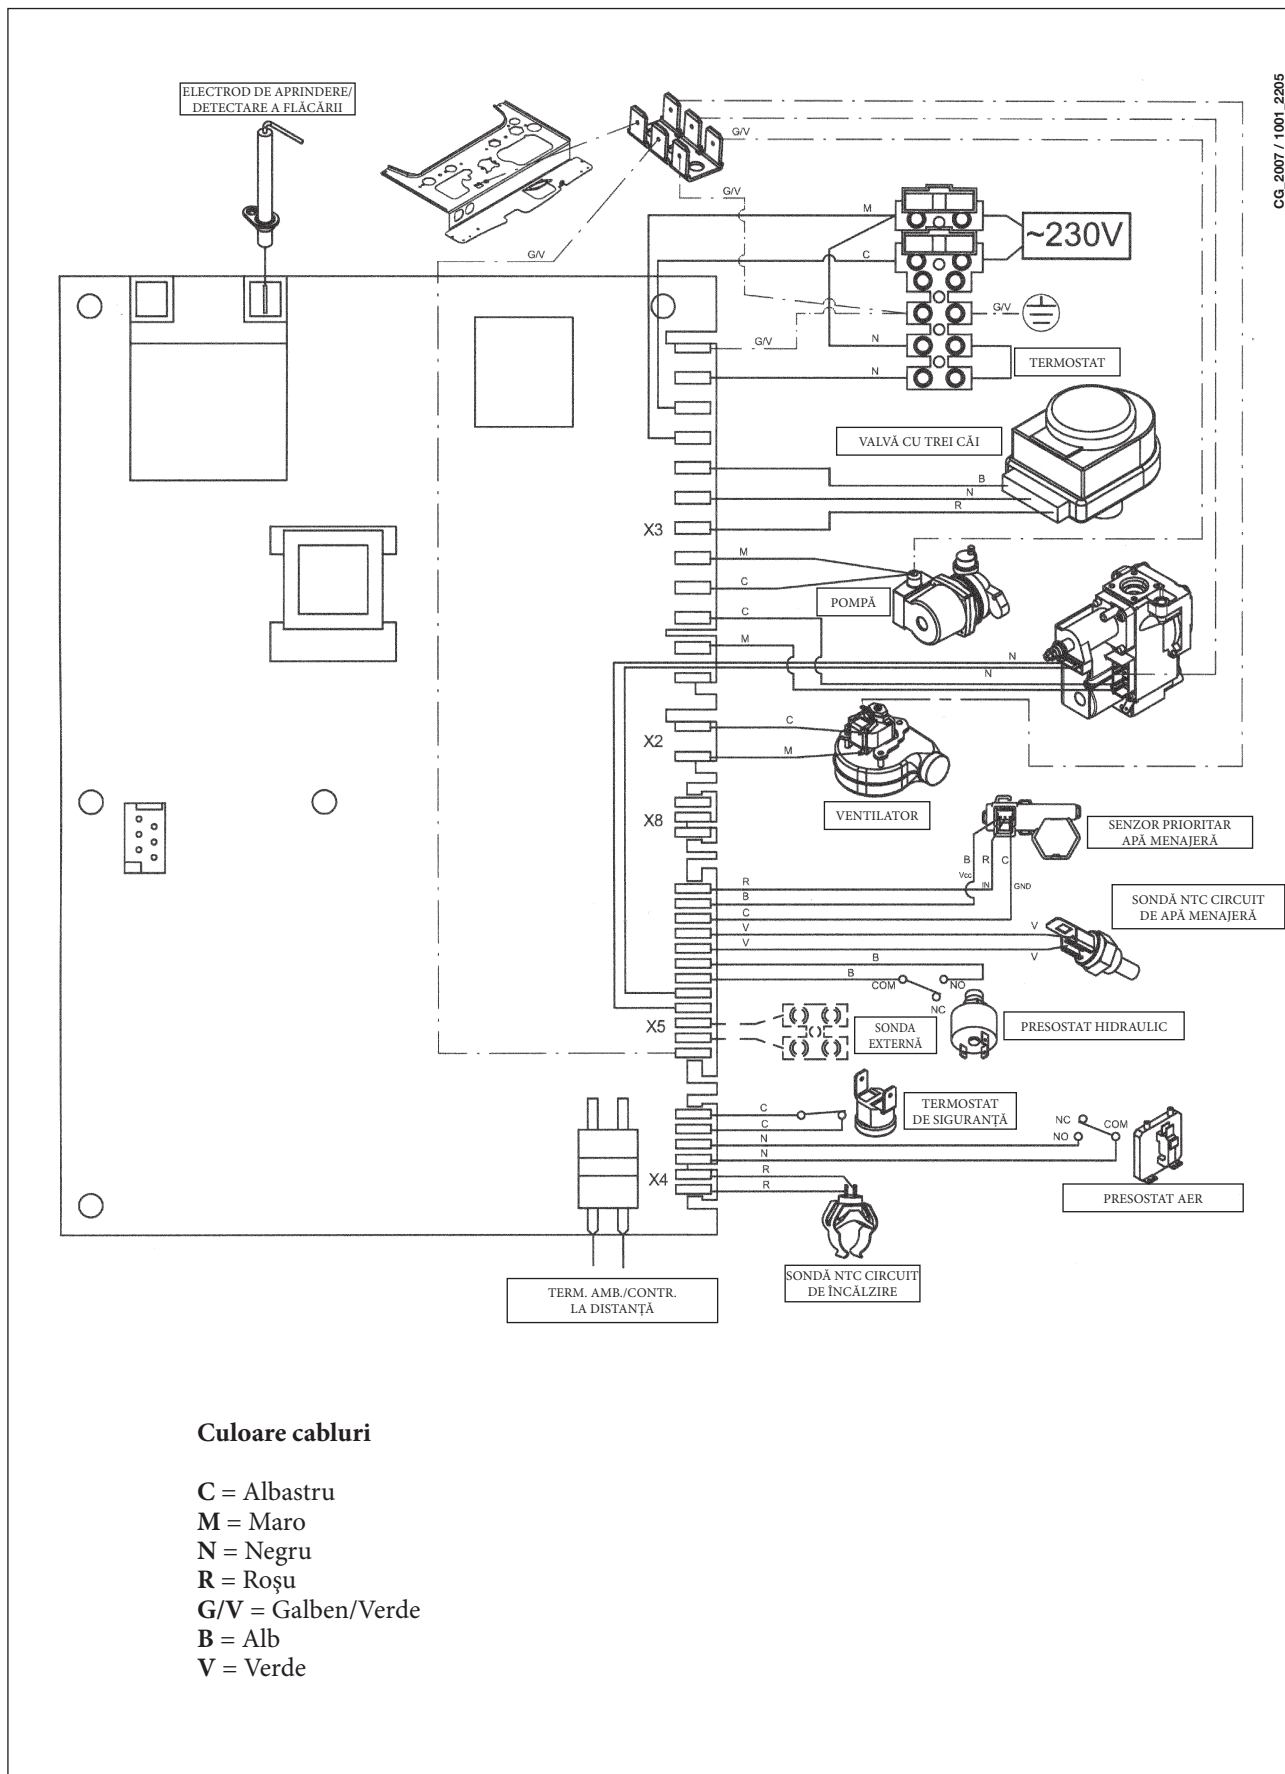 CG_2007 / 1001_2205
ELECTROD DE APRINDERE/
DETECTARE A FLĂCĂRII
G/V
G/V
G/V
M
~230V
C
G/V
G/V
N
TERMOSTAT
N
VALVĂ CU TREI CĂI
B
N
R
X3
M
C
POMPĂ
C
M
N
N
X2
C
M
VENTILATOR
X8
SENZOR PRIORITAR
APĂ MENAJERĂ
B
R
C
Vcc
IN
GND
R
B
C
V
V
V
V
SONDĂ NTC CIRCUIT
DE APĂ MENAJERĂ
B
B
COM
NO
NC
X5
SONDA
EXTERNĂ
PRESOSTAT HIDRAULIC
C
C
TERMOSTAT
DE SIGURANȚĂ
N
N
NC
NO
COM
X4
R
R
PRESOSTAT AER
SONDĂ NTC CIRCUIT
DE ÎNCĂLZIRE
TERM. AMB./CONTR.
LA DISTANȚĂ
Culoare cabluri
C = Albastru
M = Maro
N = Negru
R = Roşu
G/V = Galben/Verde
B = Alb
V = Verde